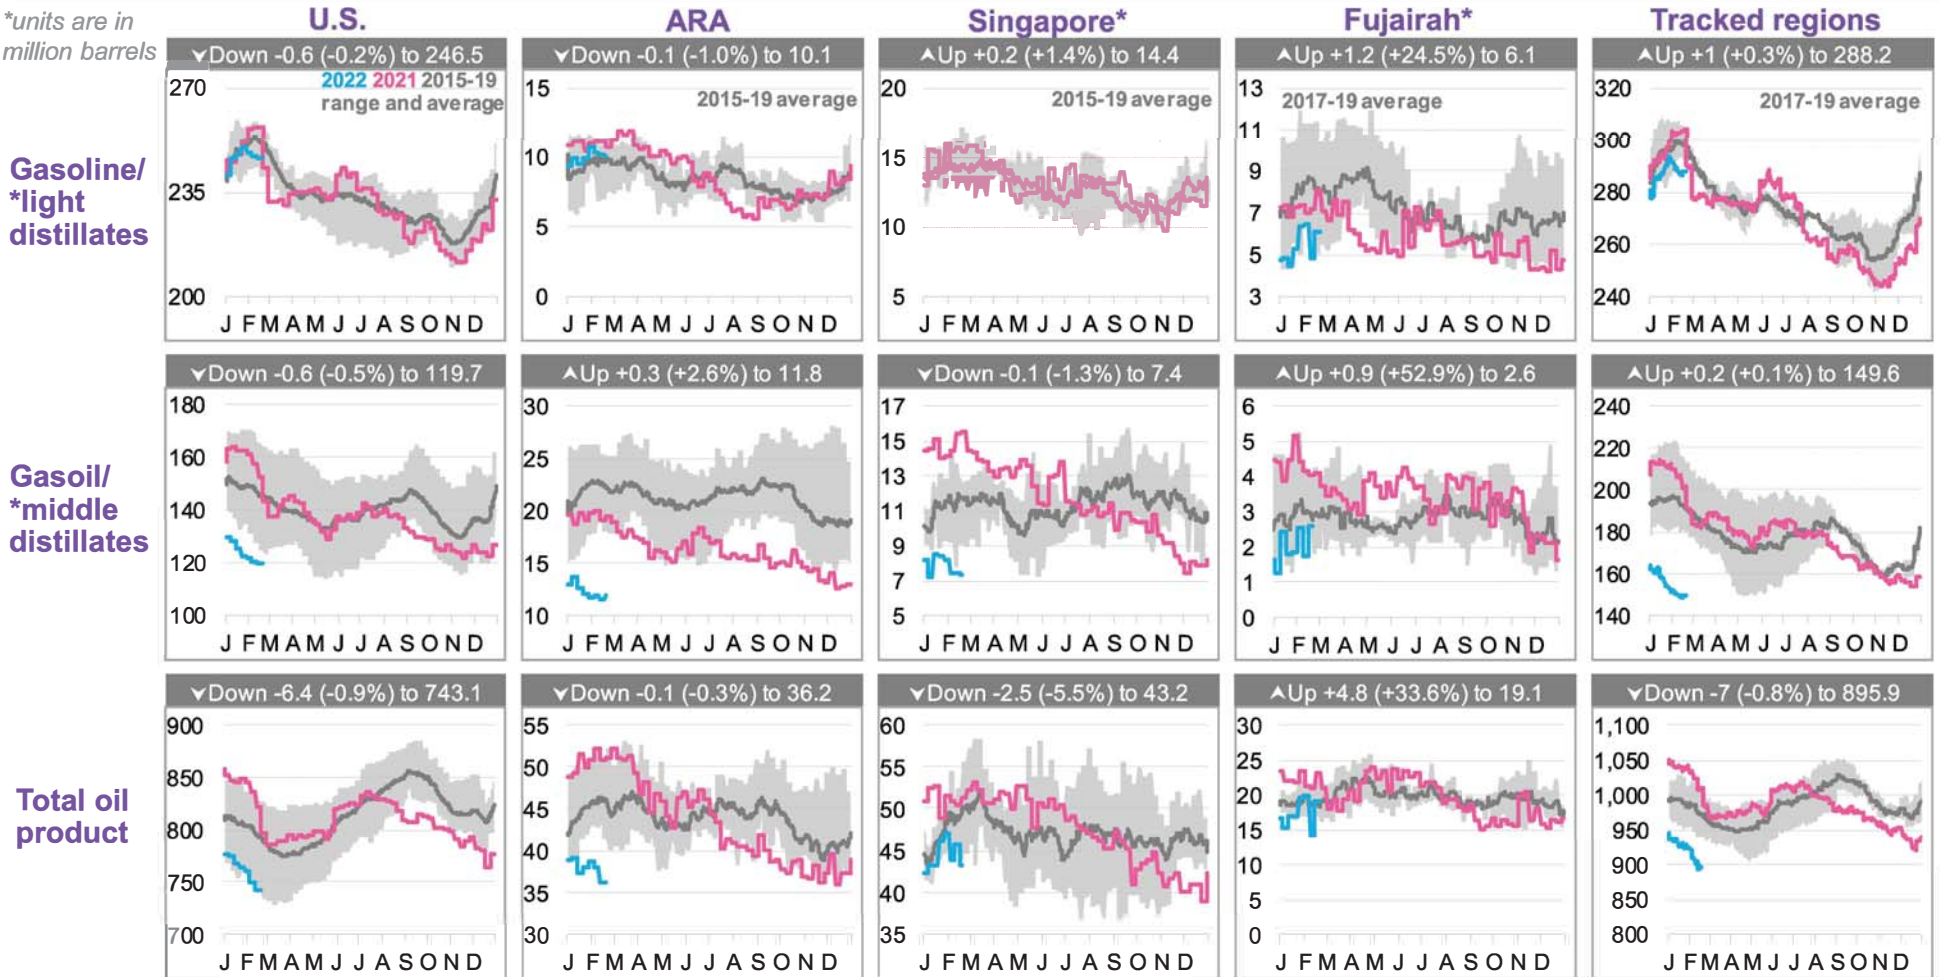 *units are in
million barrels
U.S.
ARA
Singapore*
Fujairah*
Tracked regions
Gasoline/
*light
distillates
Down -0.6 (-0.2%) to 246.5
2022 2021 2015-19
range and average
270
235
200
J F M A M J J A S O N D
Down -0.1 (-1.0%) to 10.1
2015-19 average
15
10
5
0
J F M A M J J A S O N D
Up +0.2 (+1.4%) to 14.4
2015-19 average
20
15
10
5
J F M A M J J A S O N D
Up +1.2 (+24.5%) to 6.1
2017-19 average
13
11
9
7
5
3
J F M A M J J A S O N D
Up +1 (+0.3%) to 288.2
2017-19 average
320
300
280
260
240
J F M A M J J A S O N D
Gasoil/
*middle
distillates
Down -0.6 (-0.5%) to 119.7
180
160
140
120
100
J F M A M J J A S O N D
Up +0.3 (+2.6%) to 11.8
30
25
20
15
10
J F M A M J J A S O N D
Down -0.1 (-1.3%) to 7.4
17
15
13
11
9
7
5
J F M A M J J A S O N D
Up +0.9 (+52.9%) to 2.6
6
5
4
3
2
1
0
J F M A M J J A S O N D
Up +0.2 (+0.1%) to 149.6
240
220
200
180
160
140
J F M A M J J A S O N D
Total oil
product
Down -6.4 (-0.9%) to 743.1
900
850
800
750
700
J F M A M J J A S O N D
Down -0.1 (-0.3%) to 36.2
55
50
45
40
35
30
J F M A M J J A S O N D
Down -2.5 (-5.5%) to 43.2
60
55
50
45
40
35
J F M A M J J A S O N D
Up +4.8 (+33.6%) to 19.1
30
25
20
15
10
5
0
J F M A M J J A S O N D
Down -7 (-0.8%) to 895.9
1,100
1,050
1,000
950
900
850
800
J F M A M J J A S O N D